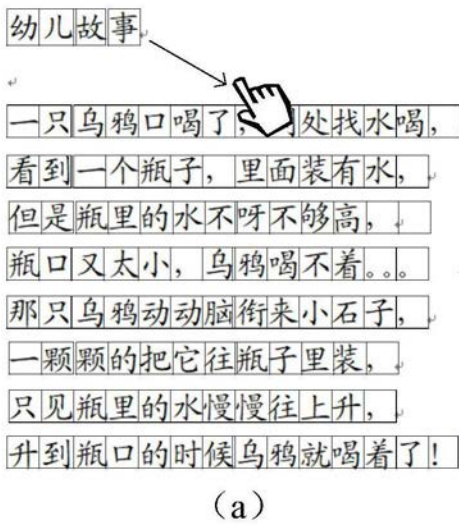 幼儿故事
一只乌鸦口喝了，处找水喝，
看到一个瓶子，里面装有水，
但是瓶里的水不呀不够高，
瓶口又太小，乌鸦喝不着。。。
那只乌鸦动动脑衔来小石子，
一颗颗的把它往瓶子里装，
只见瓶里的水慢慢往上升，
升到瓶口的时候乌鸦就喝着了！
（a）